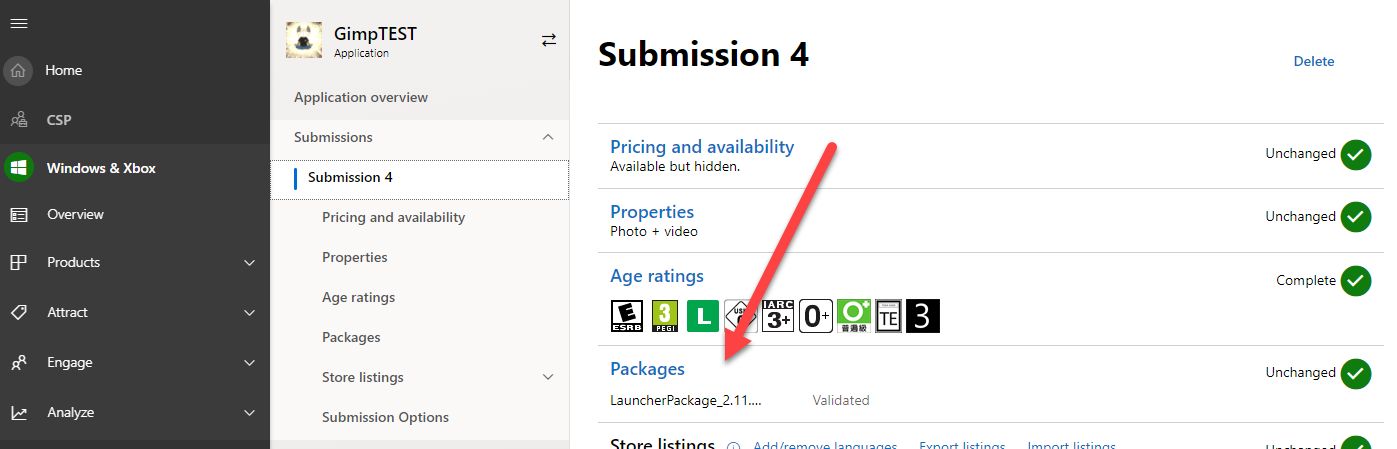 Home
CSP
Windows & Xbox
Overview
Products
Attract
Engage
Analyze
GimpTEST
Application
Application overview
Submissions
Submission 4
Pricing and availability
Properties
Age ratings
Packages
Store listings
Submission Options
Submission 4
Delete
Pricing and availability
Unchanged
Available but hidden.
Properties
Unchanged
Photo + video
Age ratings
Complete
E ESRB
3 PEGI
L
IARC 3+
0+
普遍級
TE
3
Packages
Unchanged
LauncherPackage_2.11.... Validated
Store listings Add/remove languages Export listings Import listings
Unchanged